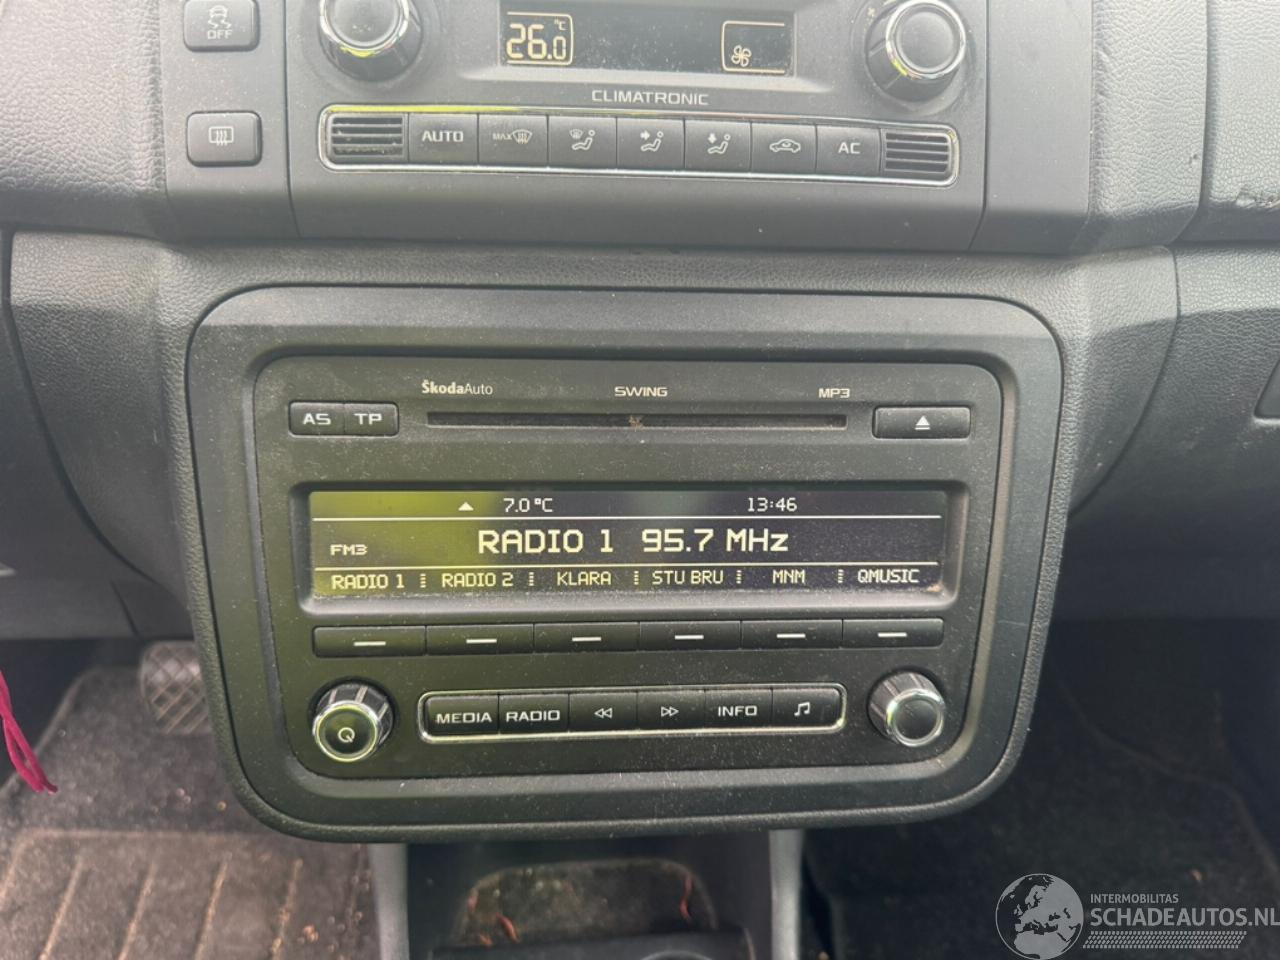 OFF
26.0 °C
CLIMATRONIC
AUTO MAX AC
ŠkodaAuto SWING MP3
AS TP
7.0 °C 13:46
FM3 RADIO 1 95.7 MHz
RADIO 1 RADIO 2 KLARA STU BRU MNM QMUSIC
MEDIA RADIO INFO
INTERMOBILITAS
SCHADEAUTOS.NL